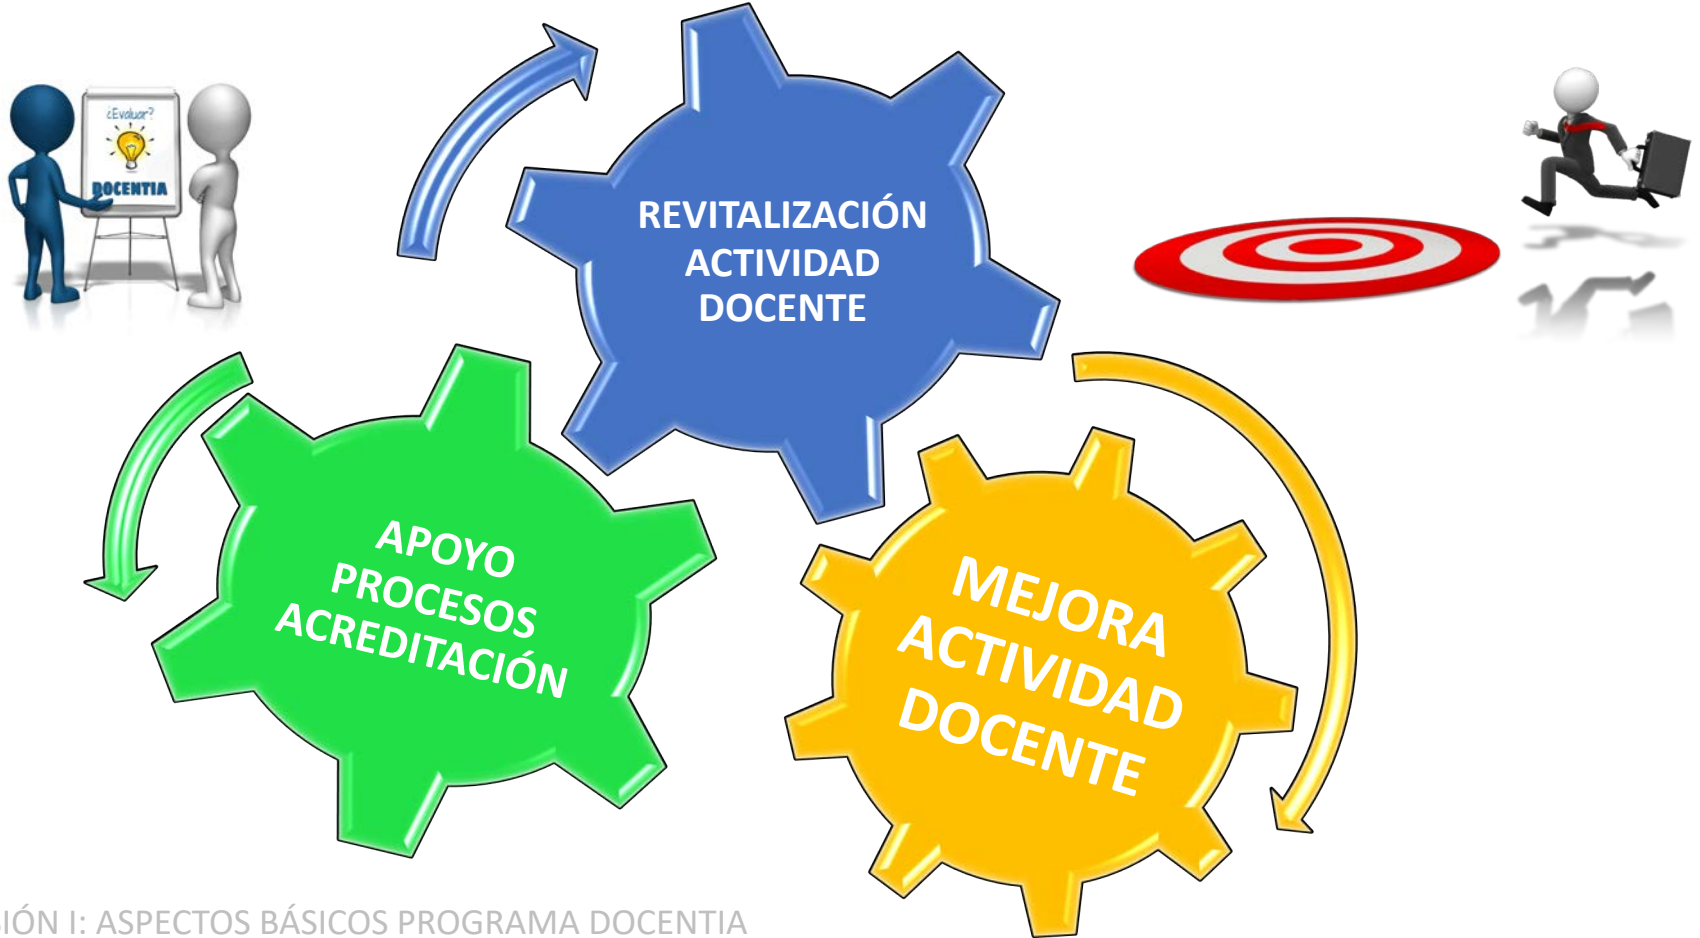 ¿Evaluar?
DOCENTIA
REVITALIZACIÓN
ACTIVIDAD
DOCENTE
APOYO
PROCESOS
ACREDITACIÓN
MEJORA
ACTIVIDAD
DOCENTE
IÓN I: ASPECTOS BÁSICOS PROGRAMA DOCENTIA